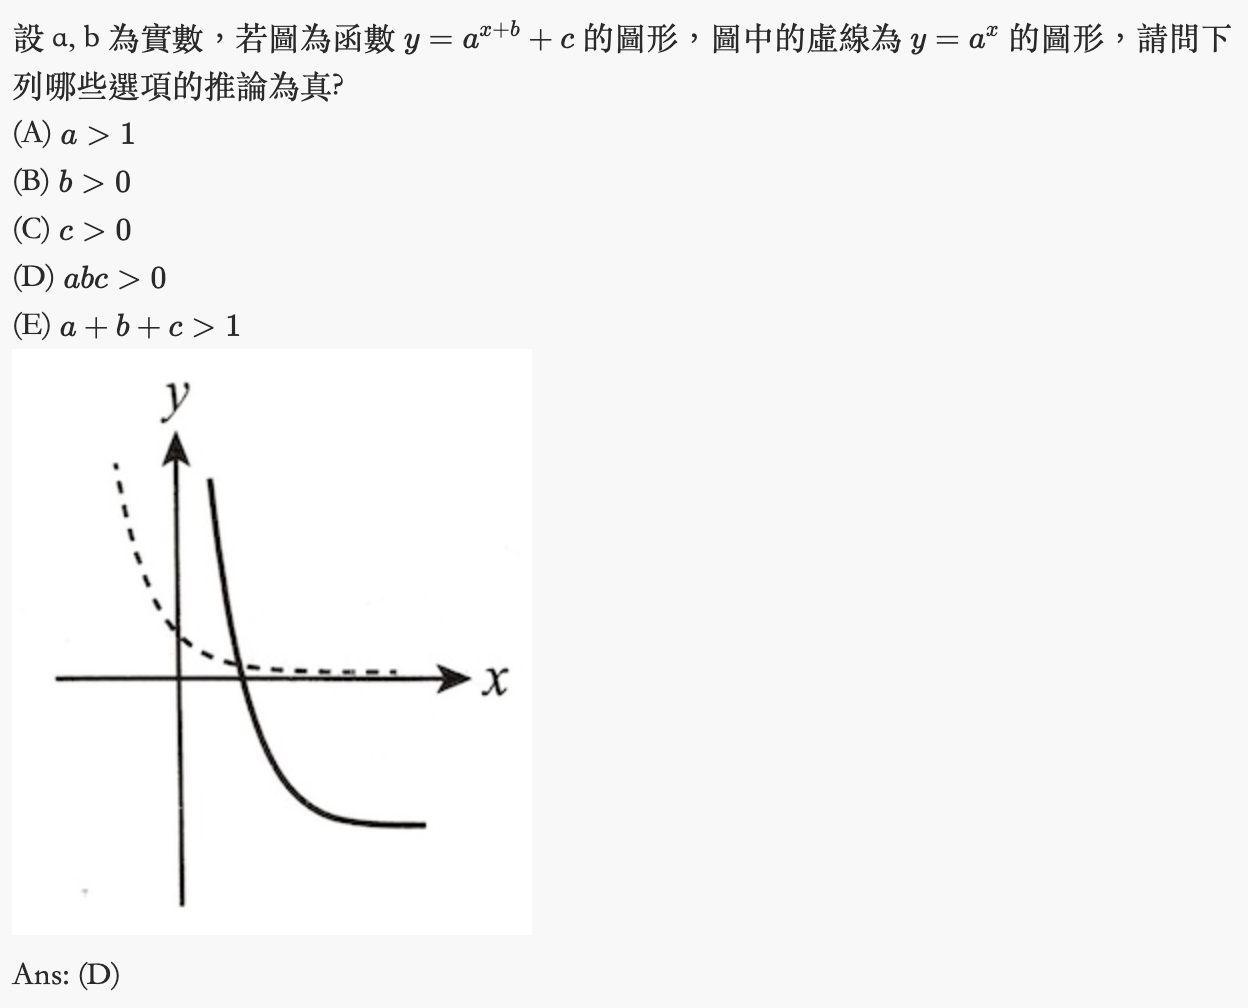 設 a, b 為實數，若圖為函數 y = a^{x+b} + c 的圖形，圖中的虛線為 y = a^x 的圖形，請問下
列哪些選項的推論為真?
(A) a > 1
(B) b > 0
(C) c > 0
(D) abc > 0
(E) a + b + c > 1
y
x
Ans: (D)